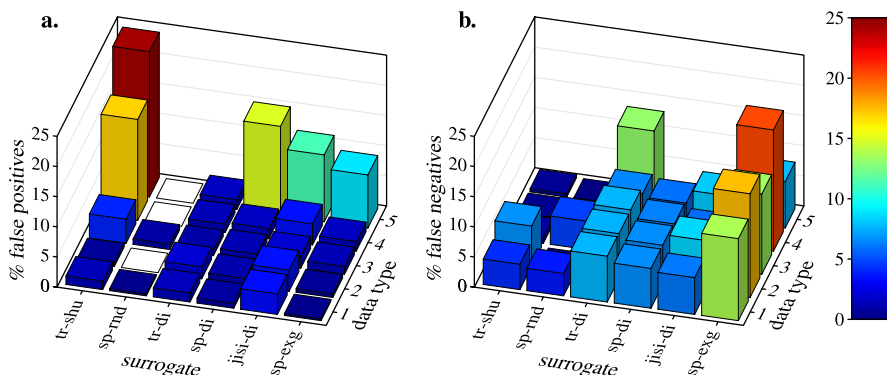 a.
% false positives
25
20
15
10
5
0
tr-shu
sp-rnd
tr-di
sp-di
jisi-di
sp-exg
surrogate
1
2
3
4
5
data type
b.
% false negatives
25
20
15
10
5
0
tr-shu
sp-rnd
tr-di
sp-di
jisi-di
sp-exg
surrogate
1
2
3
4
5
data type
25
20
15
10
5
0